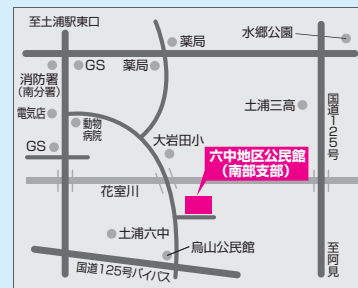 至土浦駅東口
薬局
水郷公園
GS
薬局
消防署
(南分署)
電気店
動物
病院
土浦三高
国道125号
大岩田小
GS
六中地区公民館
(南部支部)
花室川
土浦六中
烏山公民館
国道125号バイパス
至阿見